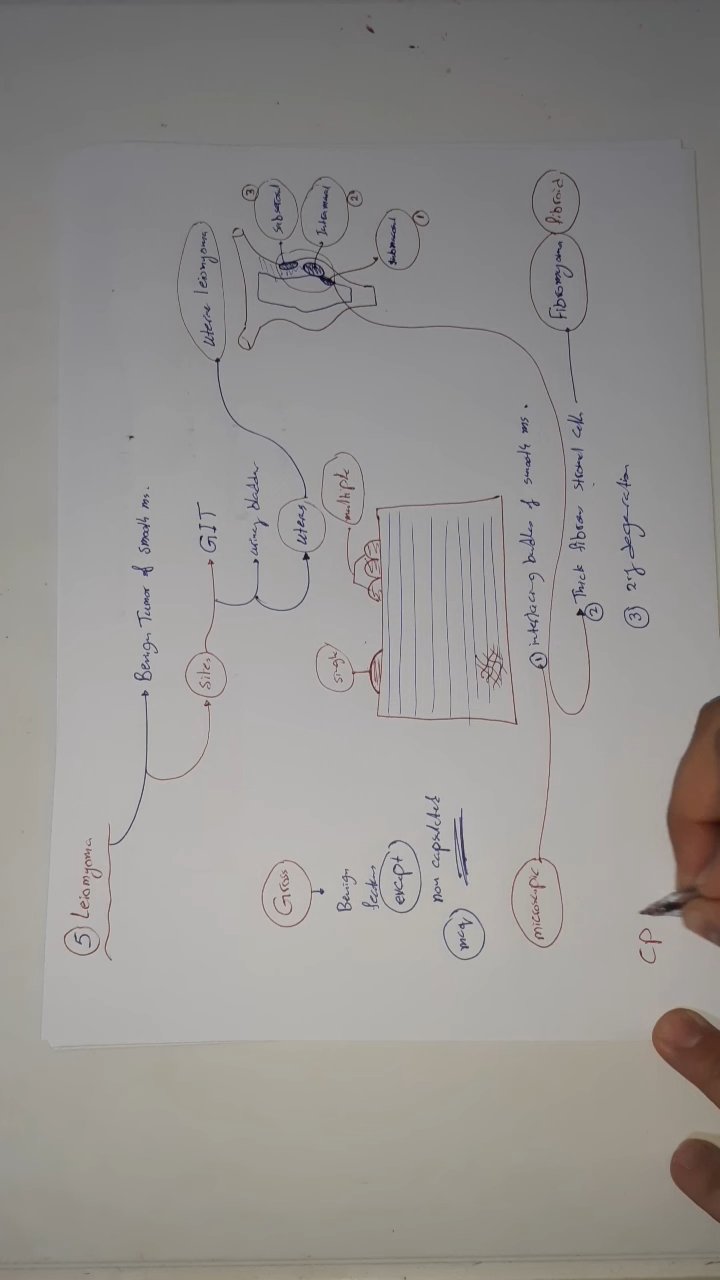 ⑤ Leiomyoma
Benign Tumor of smooth ms.
Sites
GIT
urinary bladder
uterus
uterine leiomyoma
③ subserosal
② Intramural
① submucosal
Gross
Benign
features
except
non capsulated
mcq
single
multiple
microscopic
① interlacing bundles of smooth ms.
② Thick fibrous stromal cells
Fibromyoma
fibroid
③ 2ry degeneration
CP